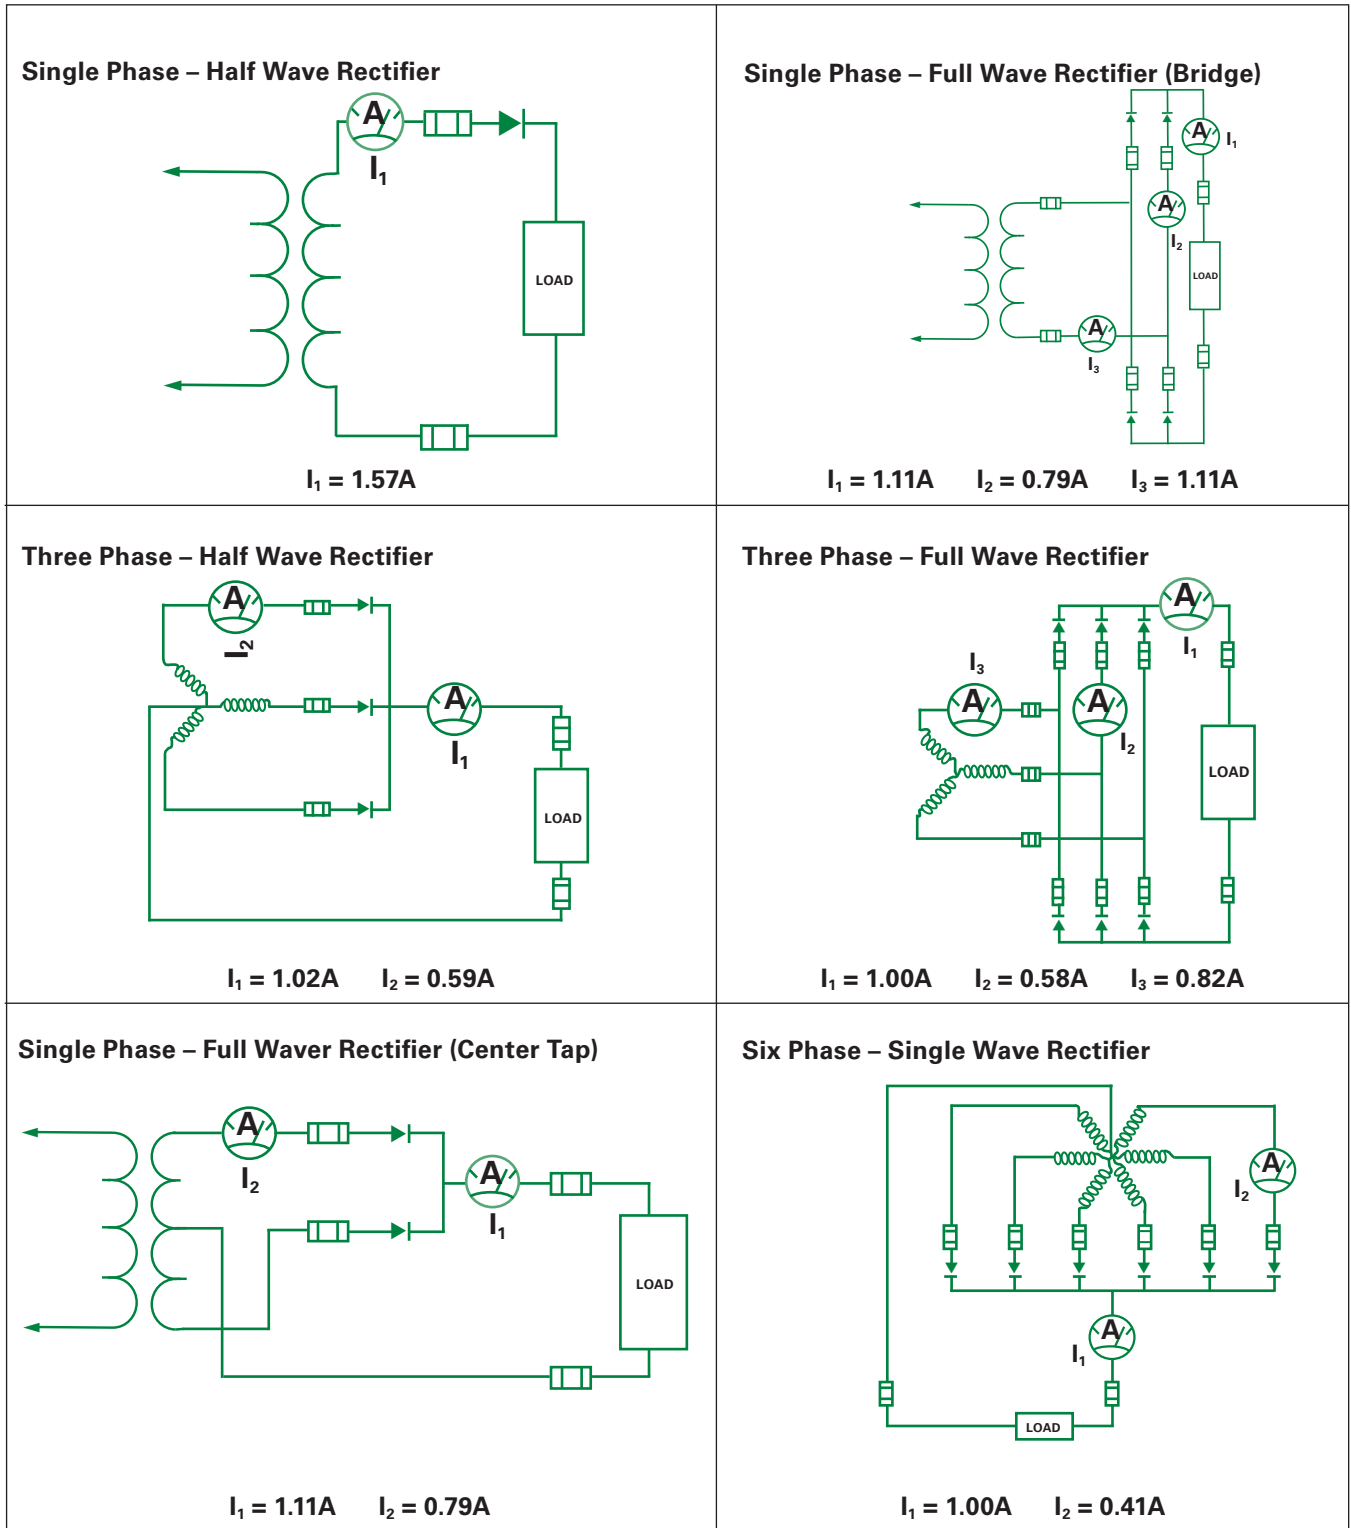 Single Phase – Half Wave Rectifier
A
I₁
LOAD
I₁ = 1.57A
Single Phase – Full Wave Rectifier (Bridge)
A
I₁
A
I₂
LOAD
A
I₃
I₁ = 1.11A I₂ = 0.79A I₃ = 1.11A
Three Phase – Half Wave Rectifier
A
I₂
A
I₁
LOAD
I₁ = 1.02A I₂ = 0.59A
Three Phase – Full Wave Rectifier
A
I₁
I₃
A
A
I₂
LOAD
I₁ = 1.00A I₂ = 0.58A I₃ = 0.82A
Single Phase – Full Waver Rectifier (Center Tap)
A
I₂
A
I₁
LOAD
I₁ = 1.11A I₂ = 0.79A
Six Phase – Single Wave Rectifier
A
I₂
A
I₁
LOAD
I₁ = 1.00A I₂ = 0.41A